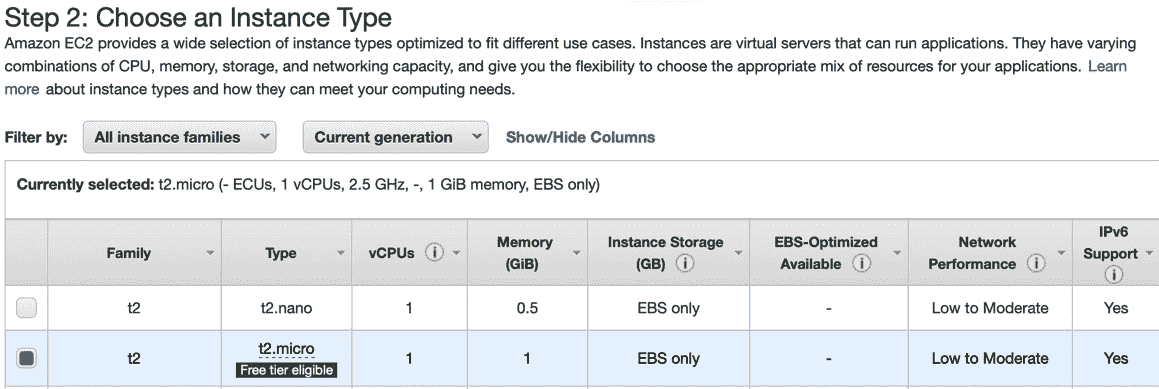 Step 2: Choose an Instance Type
Amazon EC2 provides a wide selection of instance types optimized to fit different use cases. Instances are virtual servers that can run applications. They have varying
combinations of CPU, memory, storage, and networking capacity, and give you the flexibility to choose the appropriate mix of resources for your applications. Learn
more about instance types and how they can meet your computing needs.
Filter by: All instance families Current generation Show/Hide Columns
Currently selected: t2.micro (- ECUs, 1 vCPUs, 2.5 GHz, -, 1 GiB memory, EBS only)
Family Type vCPUs i Memory (GiB) Instance Storage (GB) i EBS-Optimized Available i Network Performance i IPv6 Support i
t2 t2.nano 1 0.5 EBS only - Low to Moderate Yes
t2 t2.micro 1 1 EBS only - Low to Moderate Yes
Free tier eligible